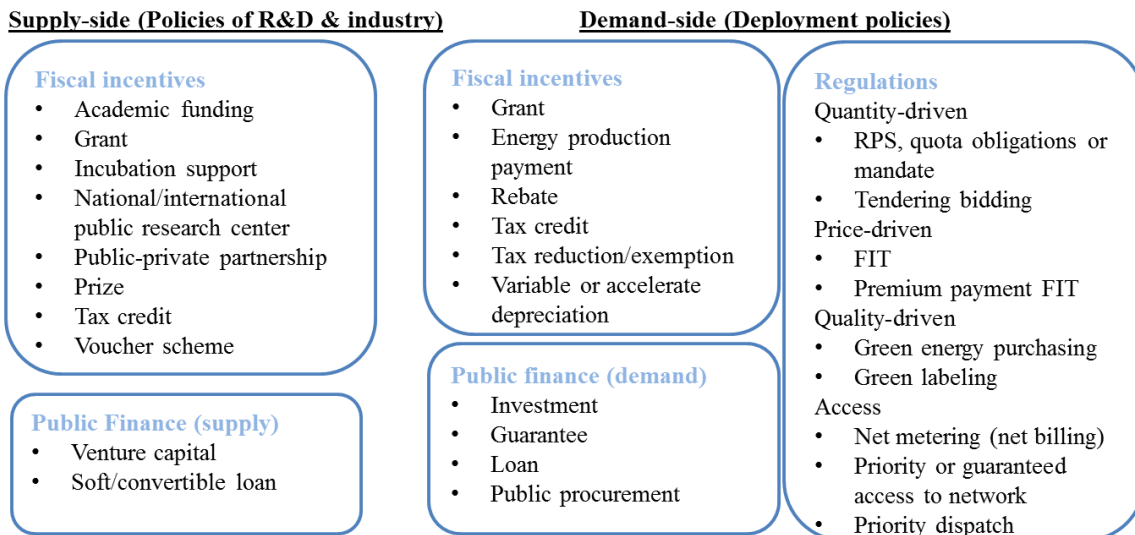 Supply-side (Policies of R&D & industry)
Demand-side (Deployment policies)
Fiscal incentives
• Academic funding
• Grant
• Incubation support
• National/international
public research center
• Public-private partnership
• Prize
• Tax credit
• Voucher scheme
Public Finance (supply)
• Venture capital
• Soft/convertible loan
Fiscal incentives
• Grant
• Energy production
payment
• Rebate
• Tax credit
• Tax reduction/exemption
• Variable or accelerate
depreciation
Public finance (demand)
• Investment
• Guarantee
• Loan
• Public procurement
Regulations
Quantity-driven
• RPS, quota obligations or
mandate
• Tendering bidding
Price-driven
• FIT
• Premium payment FIT
Quality-driven
• Green energy purchasing
• Green labeling
Access
• Net metering (net billing)
• Priority or guaranteed
access to network
• Priority dispatch